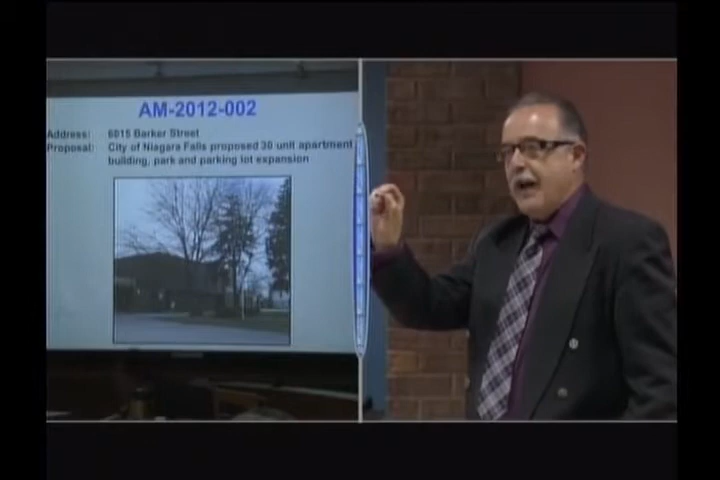 AM-2012-002
Address: 6015 Barker Street
Proposal: City of Niagara Falls proposed 30 unit apartment
building, park and parking lot expansion